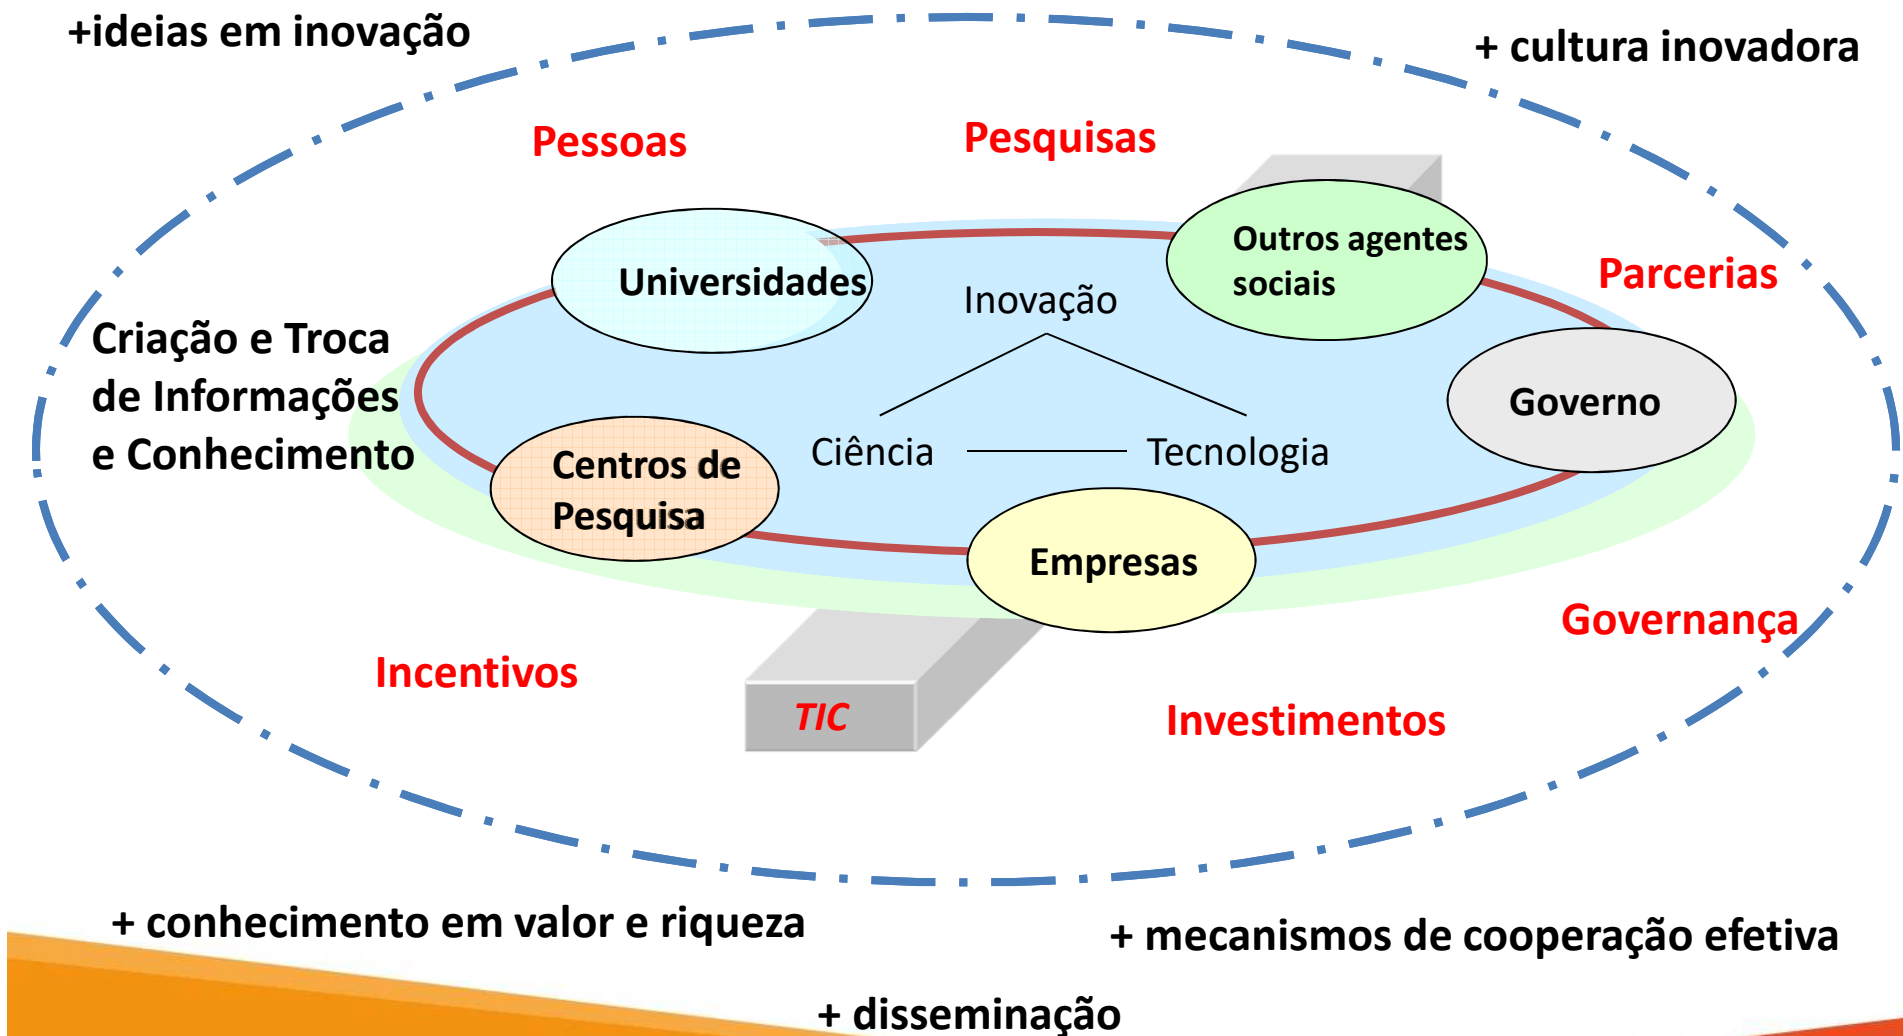 +ideias em inovação
+ cultura inovadora
Pessoas
Pesquisas
Outros agentes
sociais
Universidades
Inovação
Parcerias
Criação e Troca
de Informações
e Conhecimento
Governo
Ciência
Tecnologia
Centros de
Pesquisa
Empresas
Governança
Incentivos
TIC
Investimentos
+ conhecimento em valor e riqueza
+ mecanismos de cooperação efetiva
+ disseminação